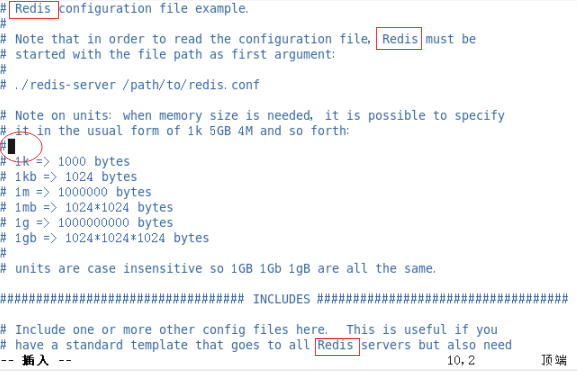 # Redis configuration file example.
#
# Note that in order to read the configuration file, Redis must be
# started with the file path as first argument:
#
# ./redis-server /path/to/redis.conf

# Note on units: when memory size is needed, it is possible to specify
# it in the usual form of 1k 5GB 4M and so forth:
#
# 1k => 1000 bytes
# 1kb => 1024 bytes
# 1m => 1000000 bytes
# 1mb => 1024*1024 bytes
# 1g => 1000000000 bytes
# 1gb => 1024*1024*1024 bytes
#
# units are case insensitive so 1GB 1Gb 1gB are all the same.

################################## INCLUDES ###################################

# Include one or more other config files here.  This is useful if you
# have a standard template that goes to all Redis servers but also need
-- 插入 -- 10,2 顶端